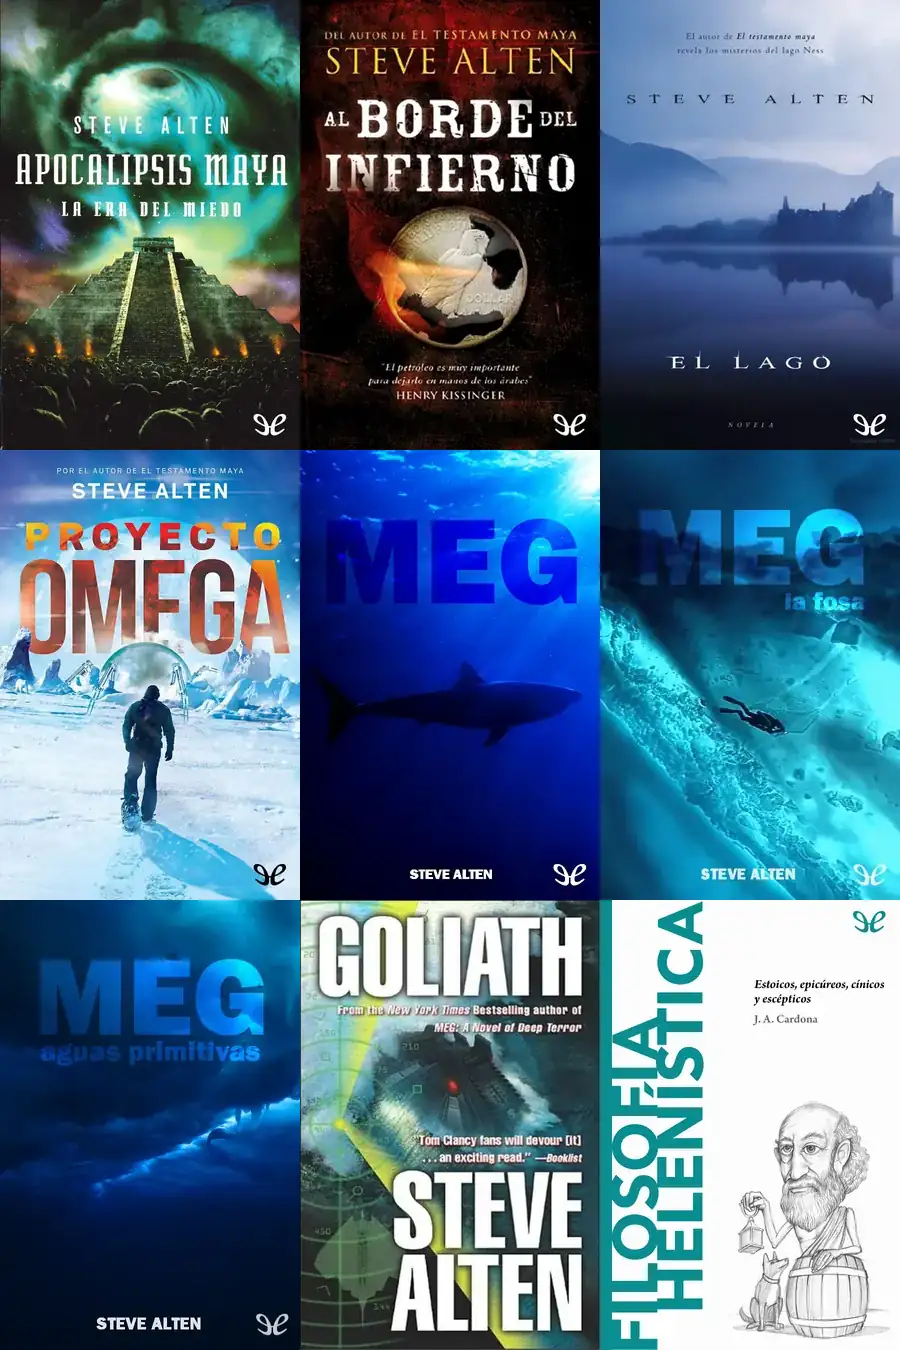 STEVE ALTEN
APOCALIPSIS MAYA
LA ERA DEL MIEDO
DEL AUTOR DE EL TESTAMENTO MAYA
STEVE ALTEN
AL BORDE DEL
INFIERNO
DOLLAR
"El petróleo es muy importante
para dejarlo en manos de los árabes"
HENRY KISSINGER
El autor de El testamento maya
revela los misterios del lago Ness
STEVE ALTEN
EL LAGO
NOVELA
POR EL AUTOR DE EL TESTAMENTO MAYA
STEVE ALTEN
PROYECTO
OMEGA
MEG
STEVE ALTEN
MEG
la fosa
STEVE ALTEN
MEG
aguas primitivas
STEVE ALTEN
GOLIATH
From the New York Times Bestselling author of
MEG: A Novel of Deep Terror
"Tom Clancy fans will devour [it]
. . . an exciting read." —Booklist
STEVE
ALTEN
FILOSOFÍA
HELENÍSTICA
Estoicos, epicúreos, cínicos
y escépticos
J. A. Cardona